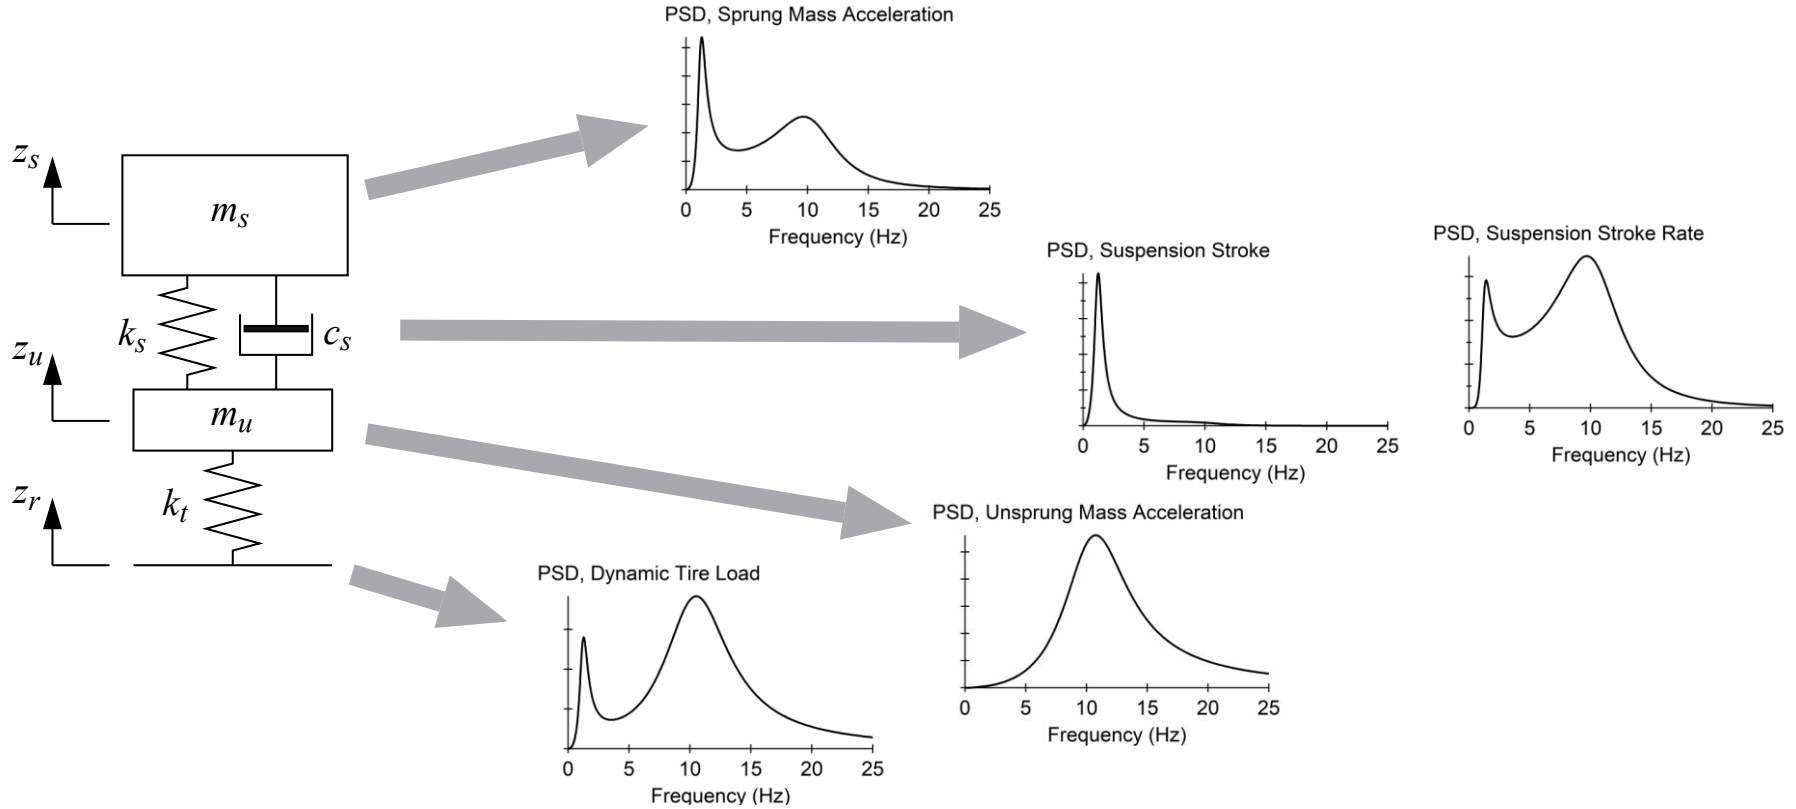 PSD, Sprung Mass Acceleration
0 5 10 15 20 25
Frequency (Hz)
z_s
m_s
k_s
c_s
z_u
m_u
z_r
k_t
PSD, Suspension Stroke
0 5 10 15 20 25
Frequency (Hz)
PSD, Suspension Stroke Rate
0 5 10 15 20 25
Frequency (Hz)
PSD, Unsprung Mass Acceleration
0 5 10 15 20 25
Frequency (Hz)
PSD, Dynamic Tire Load
0 5 10 15 20 25
Frequency (Hz)